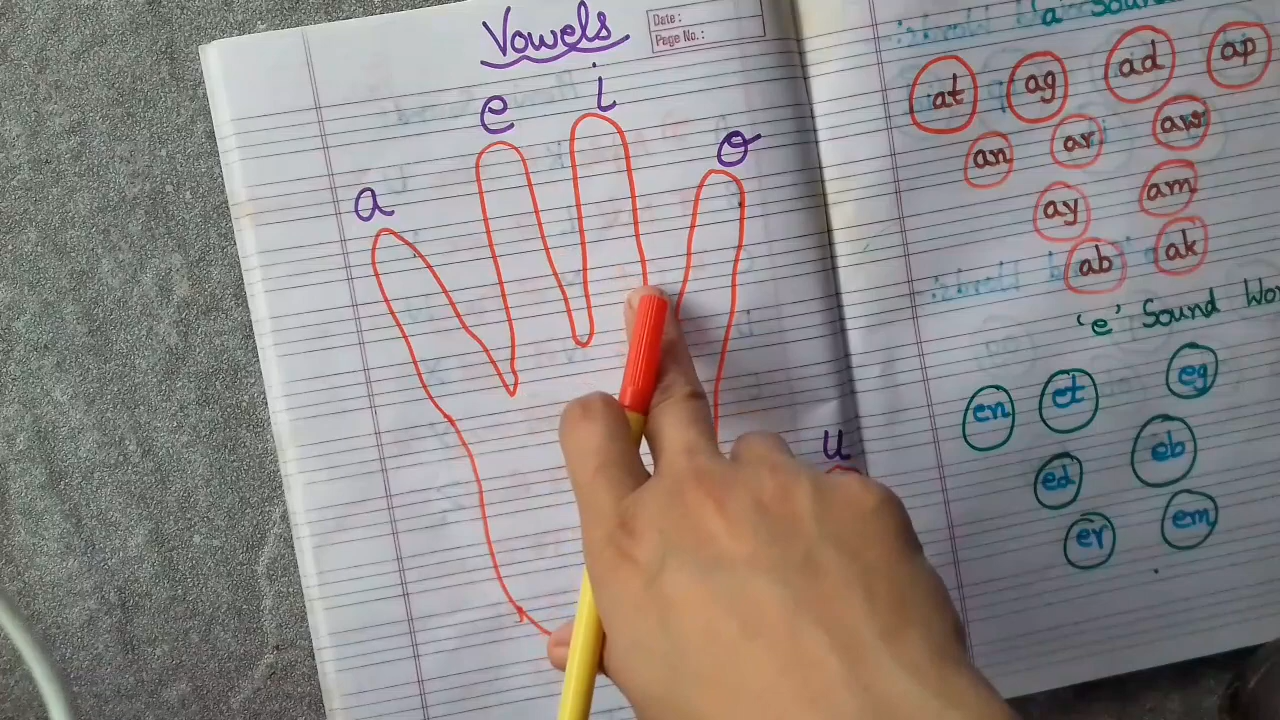 Vowels
Date :
Page No. :
a e i o u
'a' Sound
at ag ad ap
an ar aw
ay am
ab ak
'e' Sound
en et eg
ed eb
er em